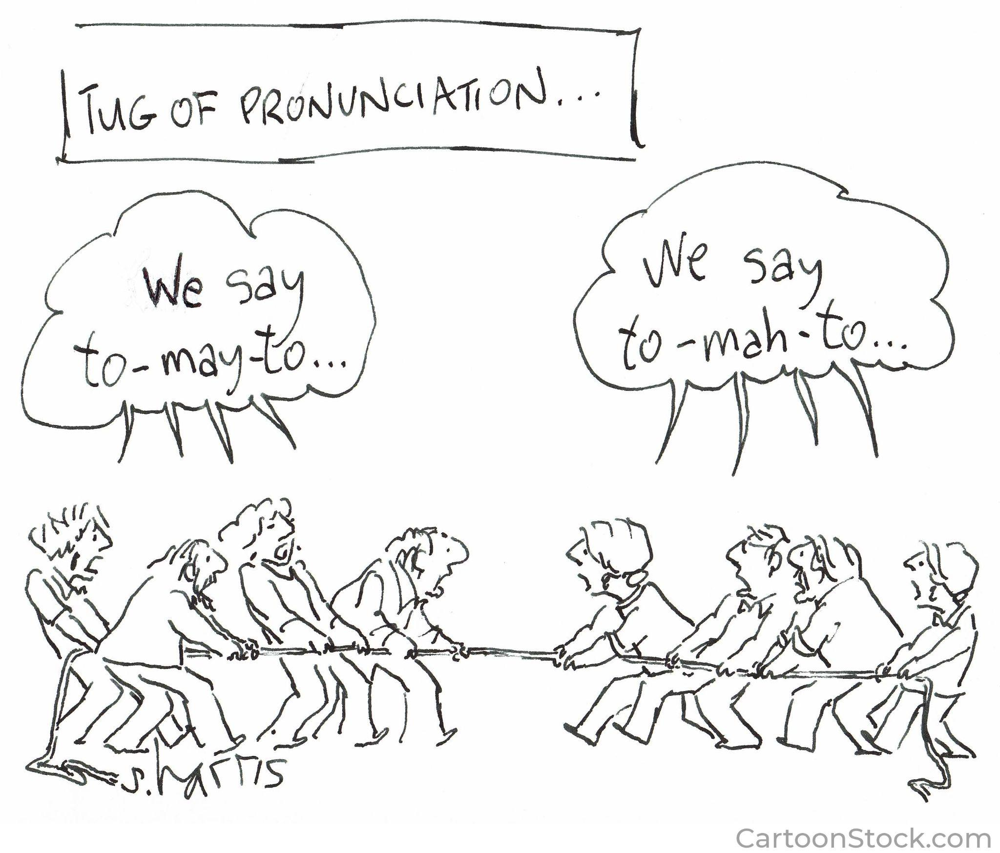 TUG OF PRONUNCIATION...
We say
to-may-to...
We say
to-mah-to...
s.harris
CartoonStock.com